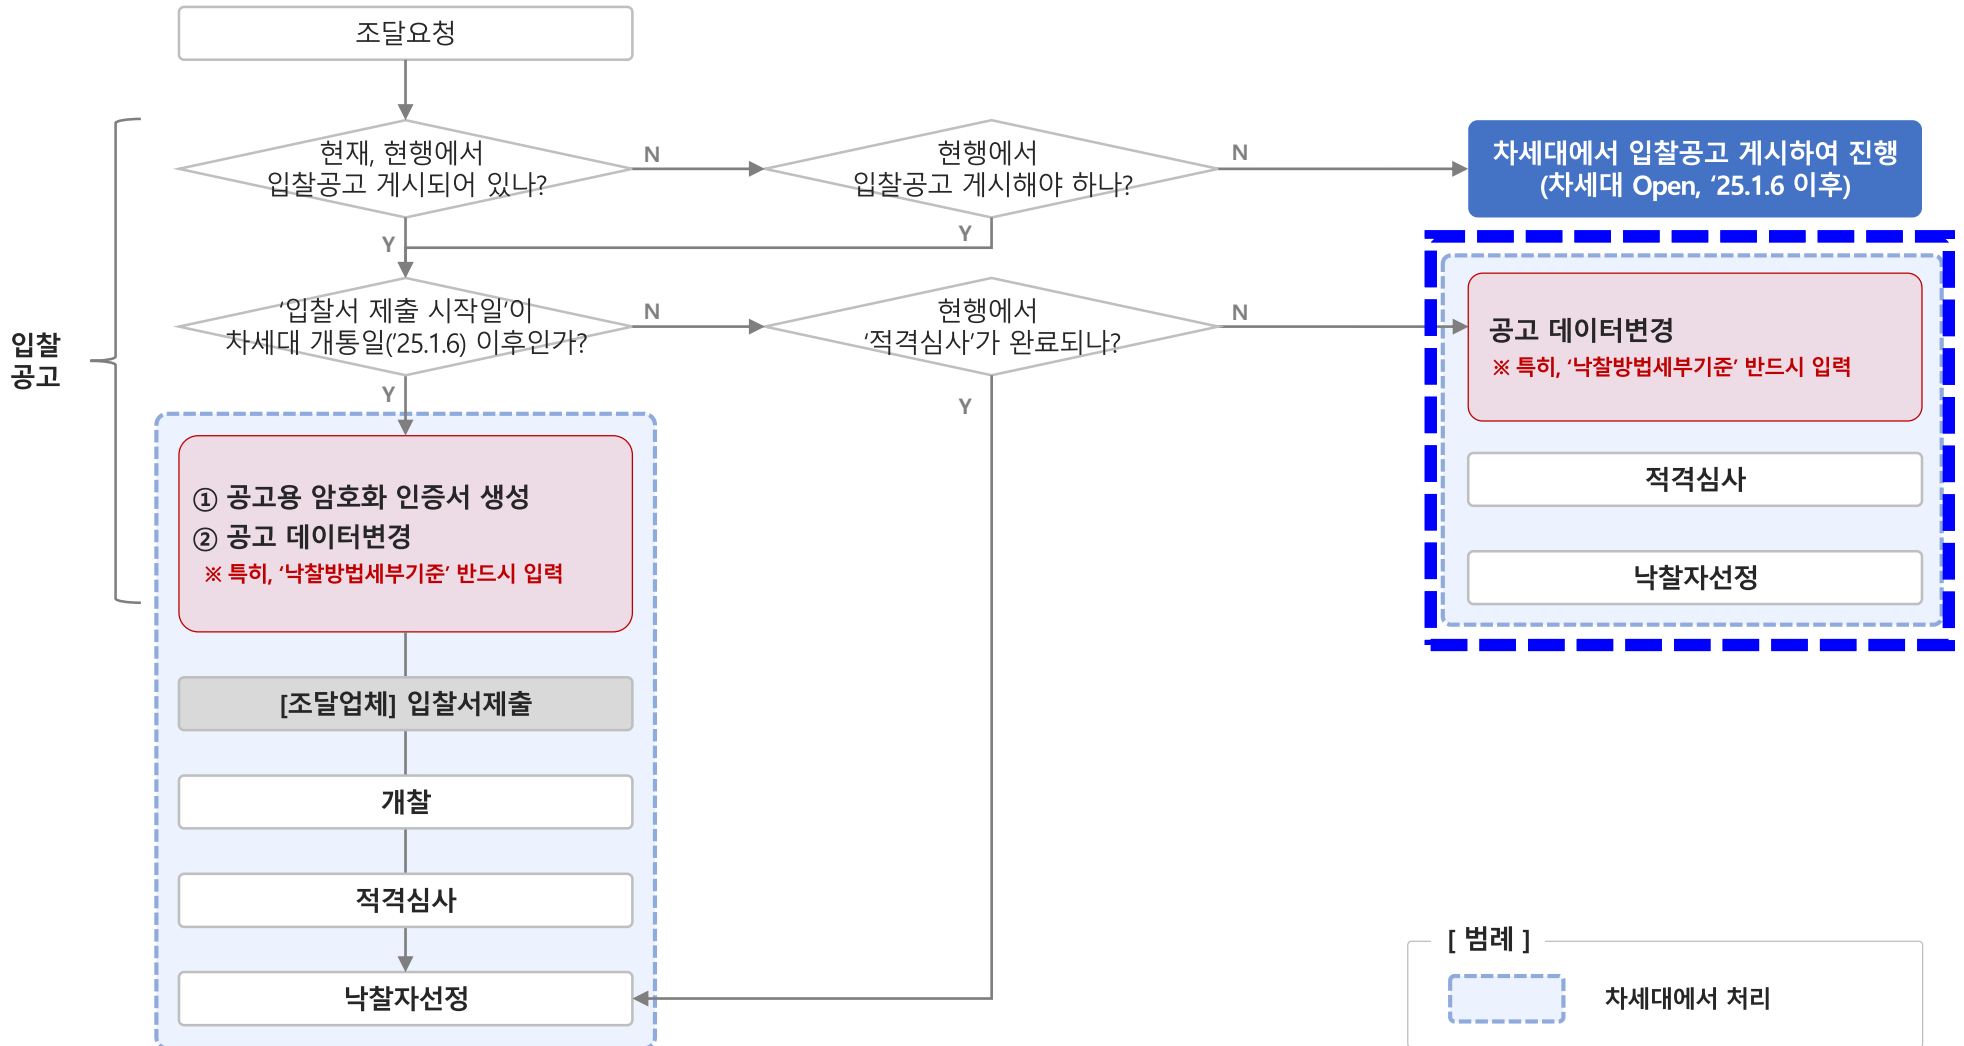 조달요청
현재, 현행에서
입찰공고 게시되어 있나?
N
현행에서
입찰공고 게시해야 하나?
N
차세대에서 입찰공고 게시하여 진행
(차세대 Open, ‘25.1.6 이후)
Y
Y
‘입찰서 제출 시작일’이
차세대 개통일(’25.1.6) 이후인가?
N
현행에서
‘적격심사’가 완료되나?
N
공고 데이터변경
※ 특히, ‘낙찰방법세부기준’ 반드시 입력
적격심사
낙찰자선정
입찰
공고
Y
Y
① 공고용 암호화 인증서 생성
② 공고 데이터변경
※ 특히, ‘낙찰방법세부기준’ 반드시 입력
[조달업체] 입찰서제출
개찰
적격심사
낙찰자선정
[ 범례 ]
차세대에서 처리